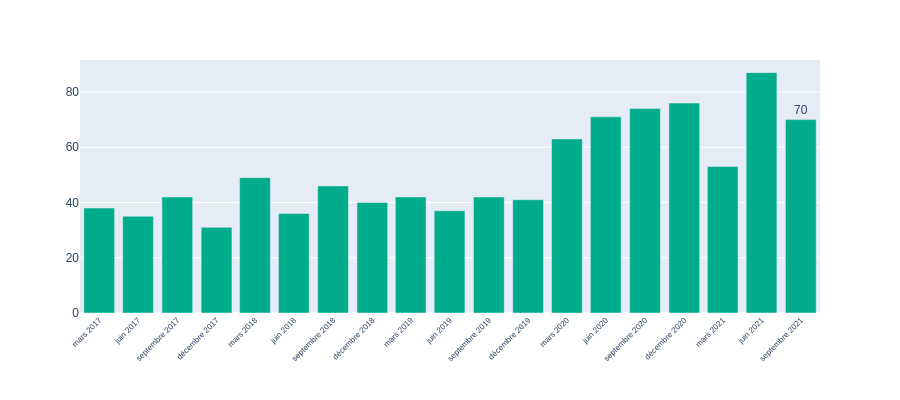 80
60
40
20
0
70
mars 2017
juin 2017
septembre 2017
décembre 2017
mars 2018
juin 2018
septembre 2018
décembre 2018
mars 2019
juin 2019
septembre 2019
décembre 2019
mars 2020
juin 2020
septembre 2020
décembre 2020
mars 2021
juin 2021
septembre 2021